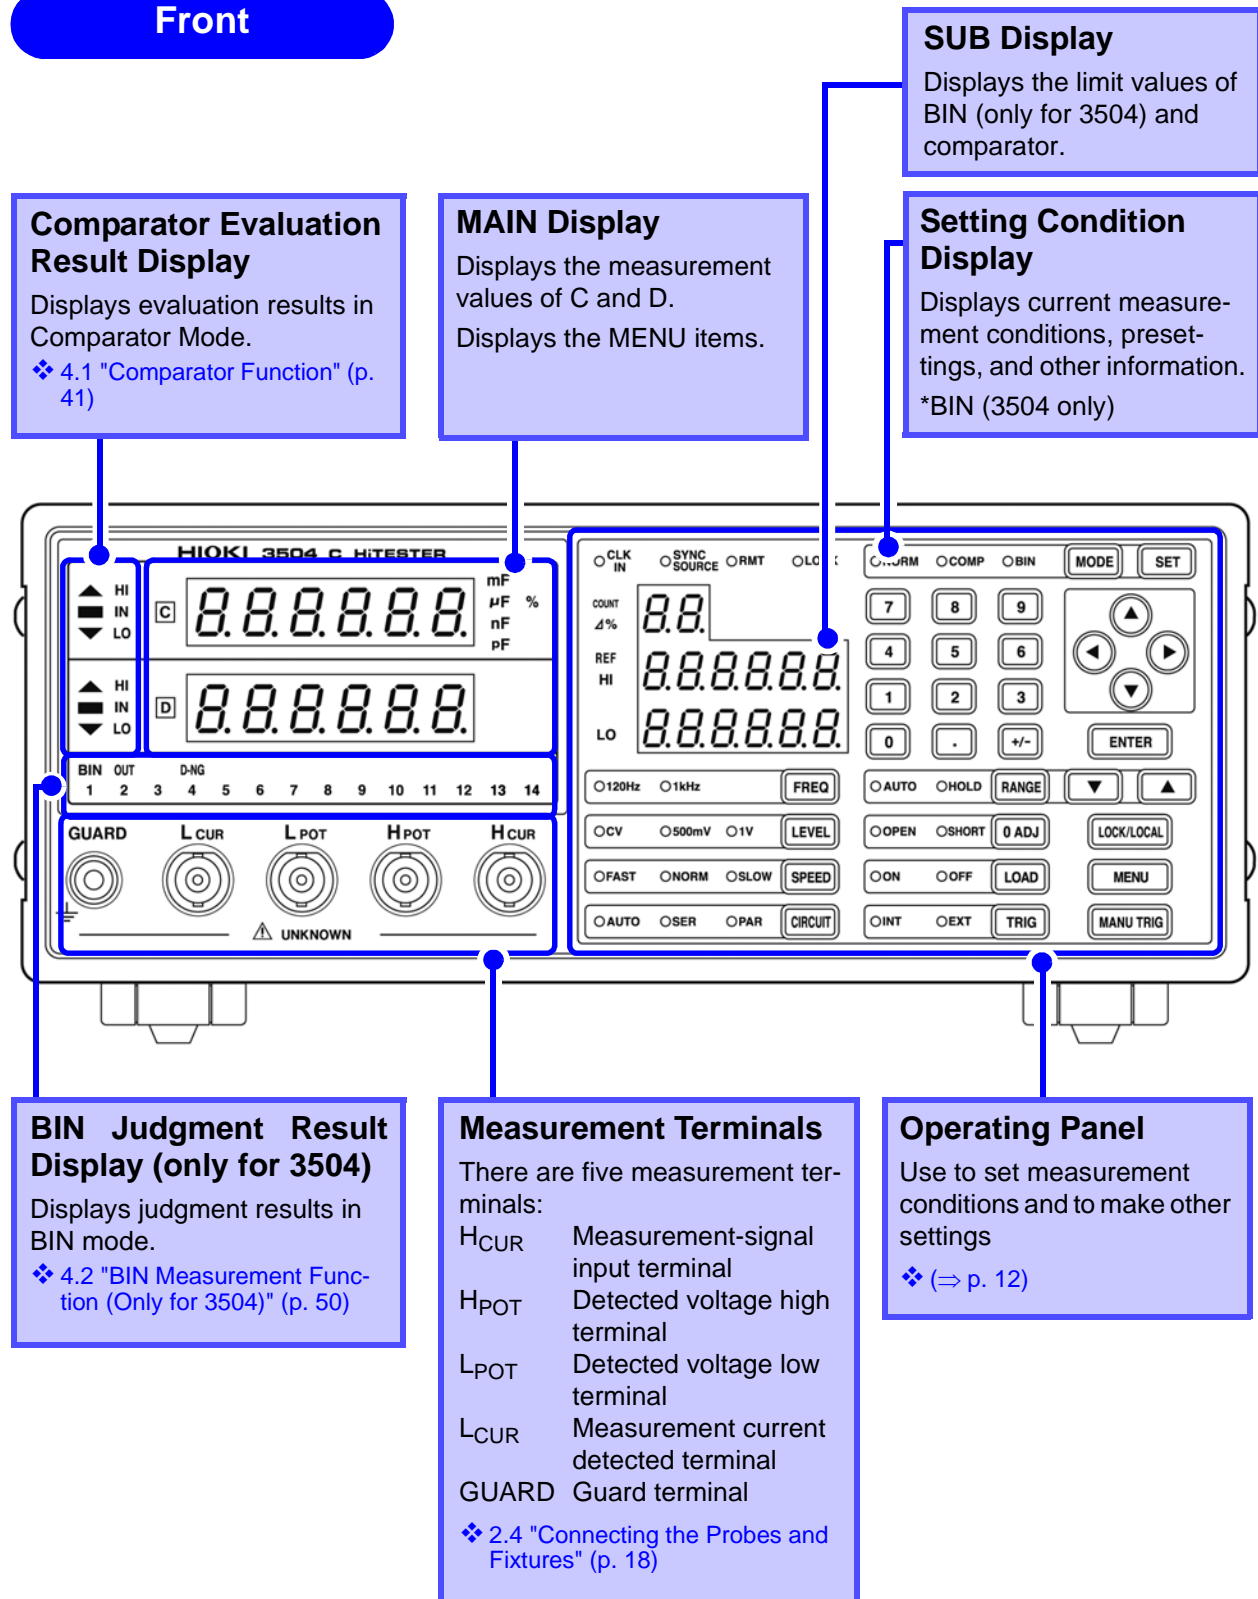 Front
SUB Display
Displays the limit values of
BIN (only for 3504) and
comparator.
Comparator Evaluation
Result Display
Displays evaluation results in
Comparator Mode.
❖ 4.1 "Comparator Function" (p.
41)
MAIN Display
Displays the measurement
values of C and D.
Displays the MENU items.
Setting Condition
Display
Displays current measure-
ment conditions, preset-
tings, and other information.
*BIN (3504 only)
HIOKI 3504 C HiTESTER
HI
IN
LO
C
8.8.8.8.8.8.
mF
μF %
nF
pF
HI
IN
LO
D
8.8.8.8.8.8.
BIN OUT D-NG
1 2 3 4 5 6 7 8 9 10 11 12 13 14
GUARD LCUR LPOT HPOT HCUR
⚠ UNKNOWN
CLK IN SYNC SOURCE RMT
COUNT
⊿%
8.8.
REF
HI
8.8.8.8.8.8.
LO
8.8.8.8.8.8.
120Hz 1kHz FREQ
CV 500mV 1V LEVEL
FAST NORM SLOW SPEED
AUTO SER PAR CIRCUIT
NORM COMP BIN MODE SET
7 8 9
4 5 6
1 2 3
0 . +/- ENTER
AUTO HOLD RANGE ▼ ▲
OPEN SHORT 0 ADJ LOCK/LOCAL
ON OFF LOAD MENU
INT EXT TRIG MANU TRIG
BIN Judgment Result
Display (only for 3504)
Displays judgment results in
BIN mode.
❖ 4.2 "BIN Measurement Func-
tion (Only for 3504)" (p. 50)
Measurement Terminals
There are five measurement ter-
minals:
HCUR Measurement-signal
input terminal
HPOT Detected voltage high
terminal
LPOT Detected voltage low
terminal
LCUR Measurement current
detected terminal
GUARD Guard terminal
❖ 2.4 "Connecting the Probes and
Fixtures" (p. 18)
Operating Panel
Use to set measurement
conditions and to make other
settings
❖ (⇒ p. 12)